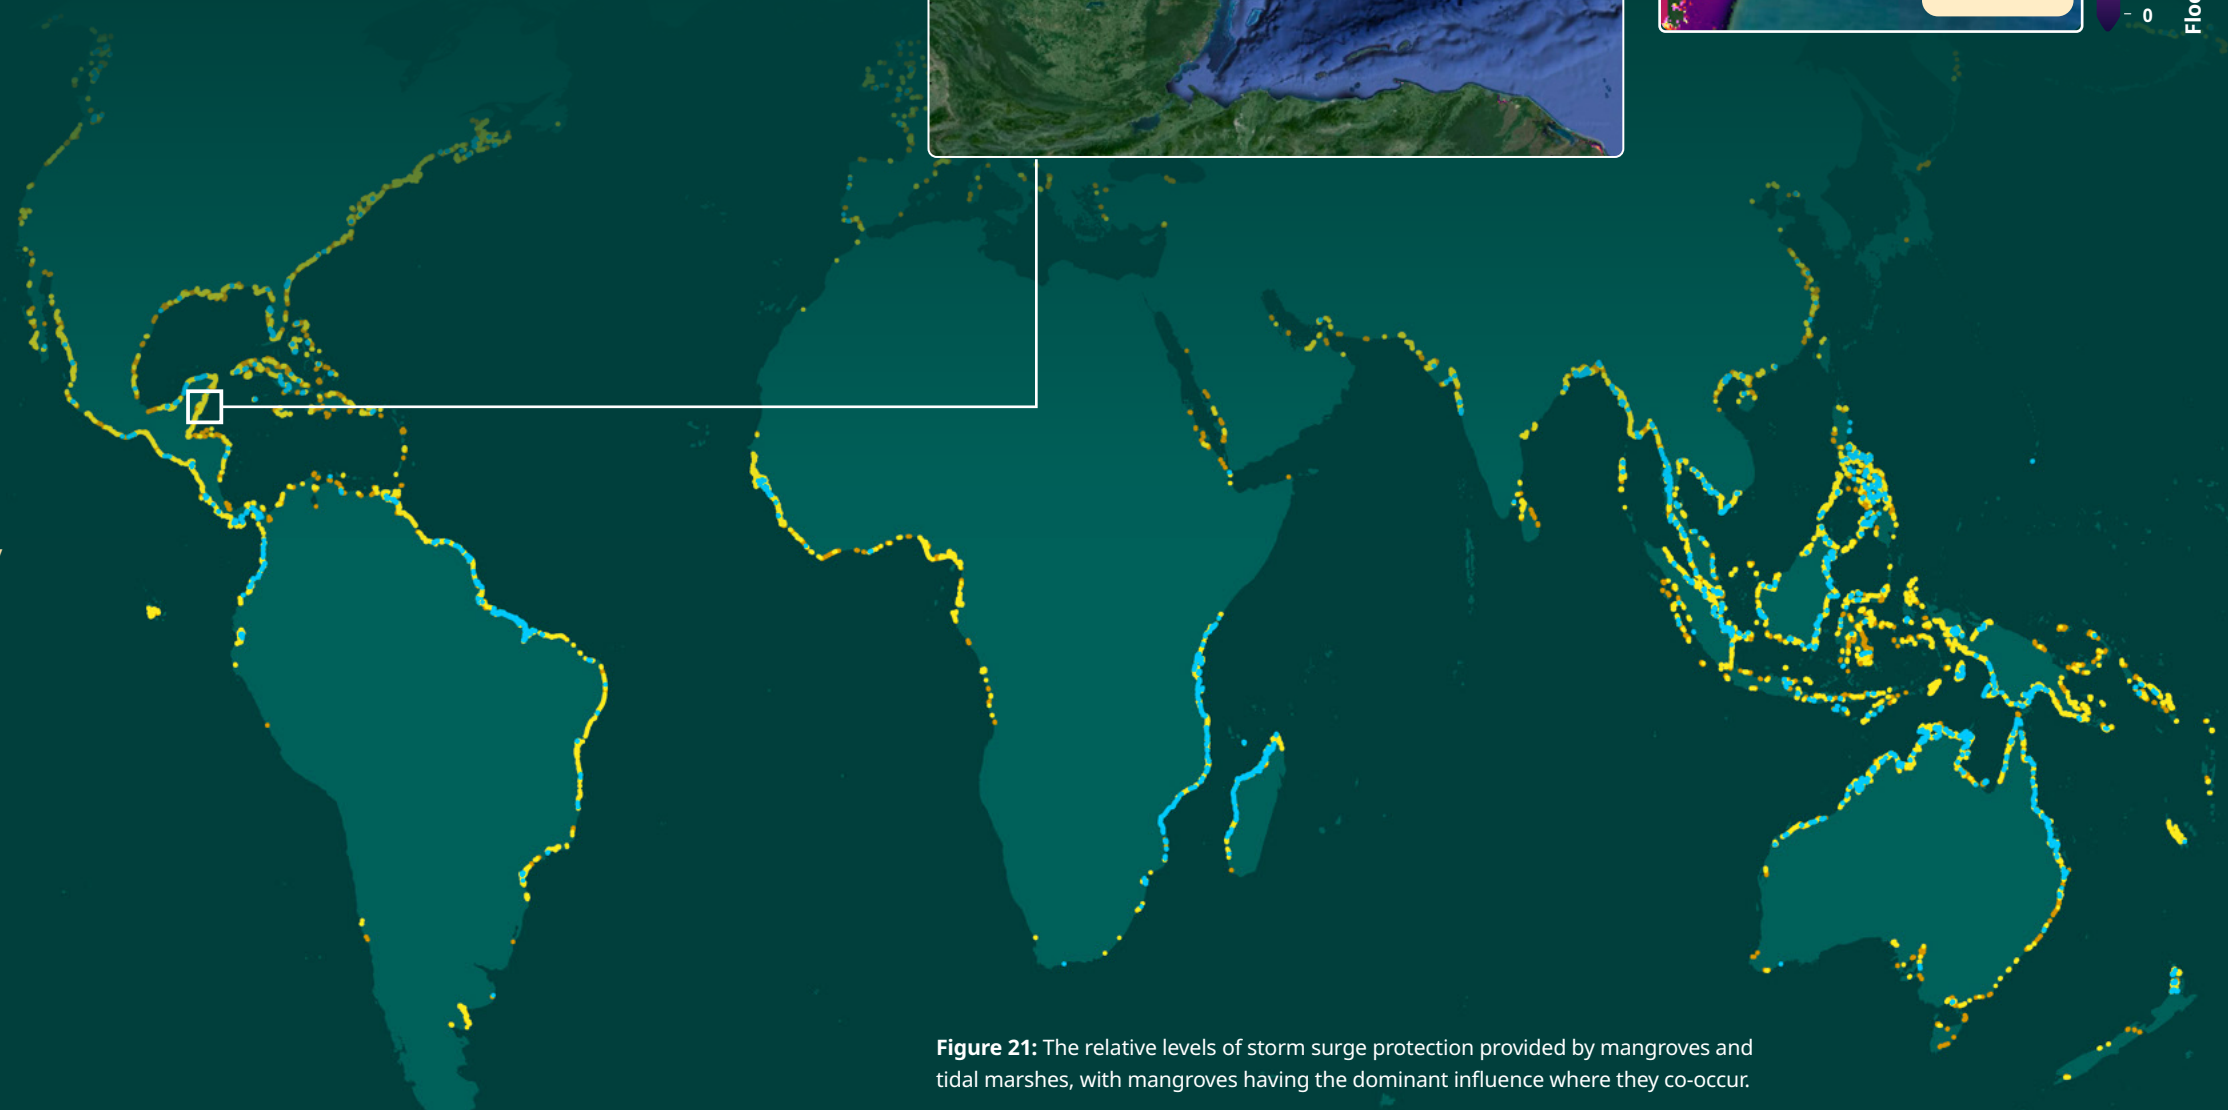 0
Floo
Figure 21: The relative levels of storm surge protection provided by mangroves and
tidal marshes, with mangroves having the dominant influence where they co-occur.